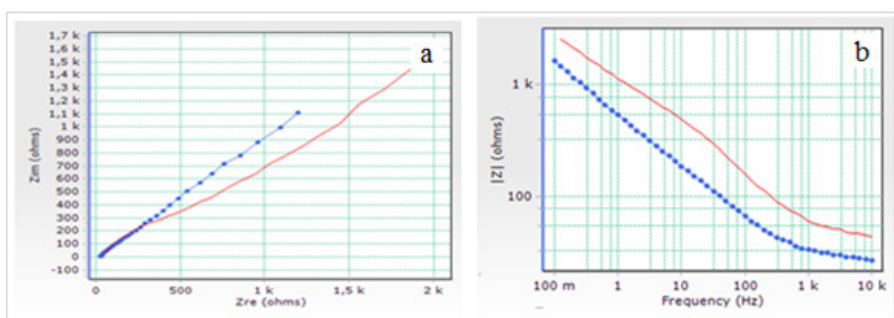 1,7 k
1,6 k
1,5 k
1,4 k
1,3 k
1,2 k
1,1 k
1 k
900
800
700
600
500
400
300
200
100
0
-100
Zim (ohms)
0 500 1 k 1,5 k 2 k
Zre (ohms)
a
1 k
100
|Z| (ohms)
100 m 1 10 100 1 k 10 k
Frequency (Hz)
b